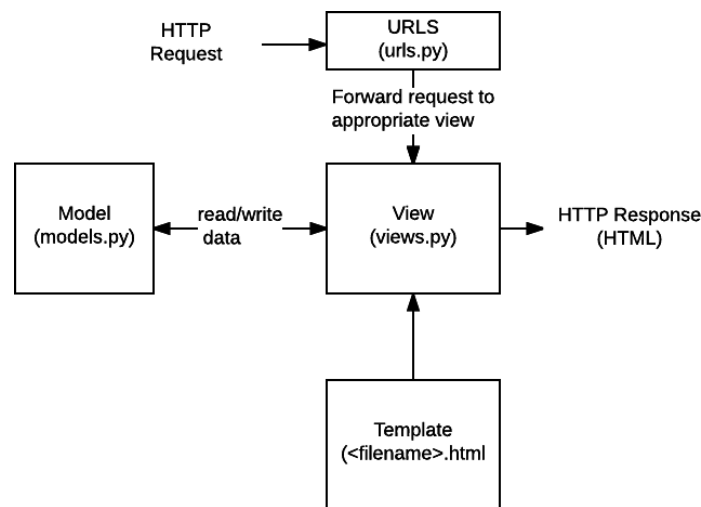 HTTP
Request
URLS
(urls.py)
Forward request to
appropriate view
Model
(models.py)
read/write
data
View
(views.py)
HTTP Response
(HTML)
Template
(<filename>.html